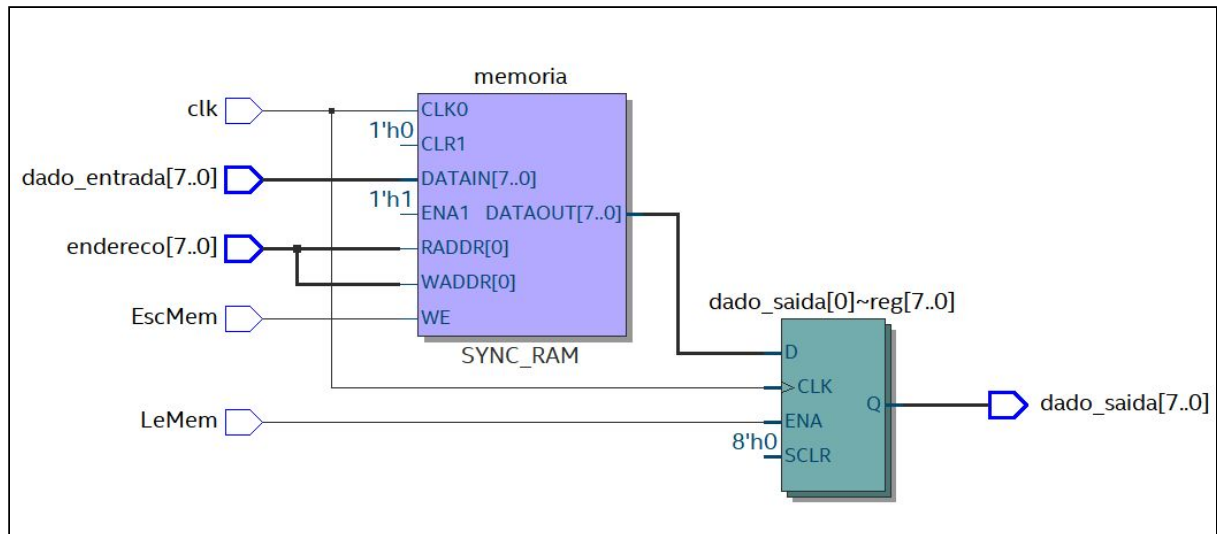 memoria
clk
CLK0
1'h0
CLR1
dado_entrada[7..0]
DATAIN[7..0]
1'h1
ENA1 DATAOUT[7..0]
endereco[7..0]
RADDR[0]
WADDR[0]
EscMem
WE
SYNC_RAM
dado_saida[0]~reg[7..0]
D
CLK
Q
dado_saida[7..0]
LeMem
ENA
8'h0
SCLR